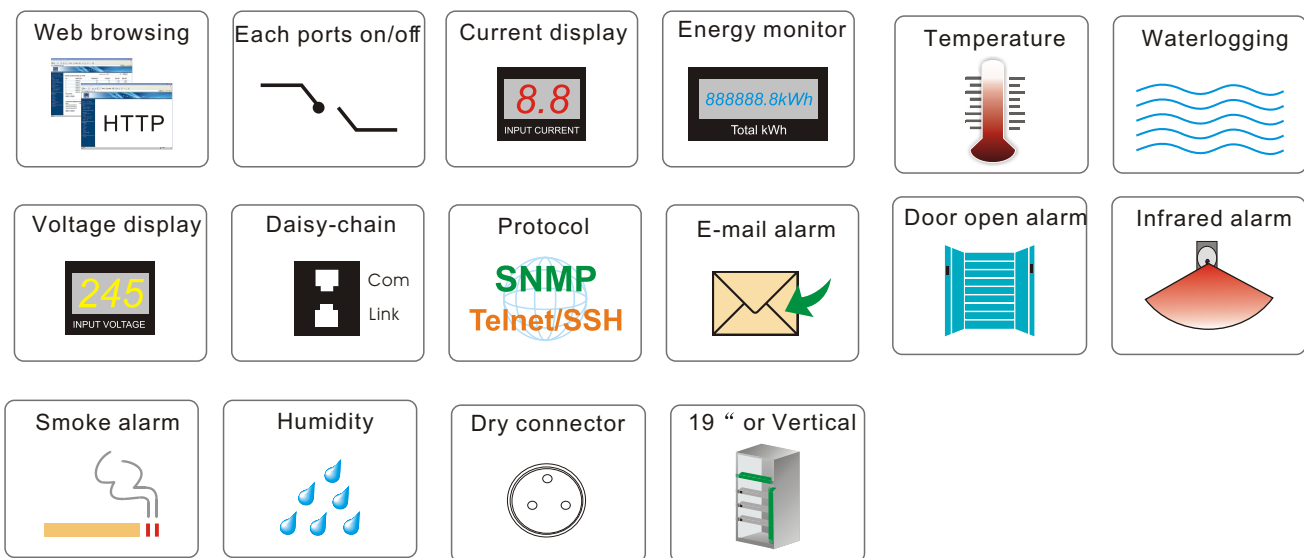 Web browsing
HTTP
Each ports on/off
Current display
8.8
INPUT CURRENT
Energy monitor
888888.8kWh
Total kWh
Temperature
Waterlogging
Voltage display
245
INPUT VOLTAGE
Daisy-chain
Com
Link
Protocol
SNMP
Telnet/SSH
E-mail alarm
Door open alarm
Infrared alarm
Smoke alarm
Humidity
Dry connector
19 “ or Vertical